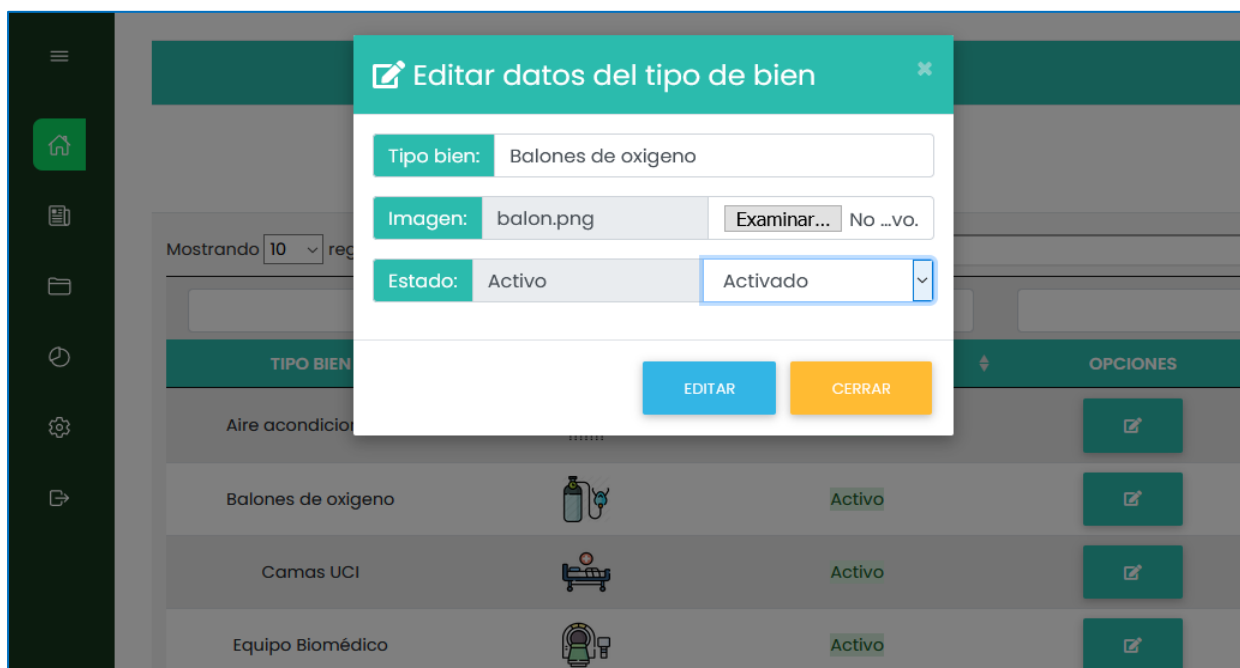 Editar datos del tipo de bien
Tipo bien: Balones de oxigeno
Imagen: balon.png Examinar... No ...vo.
Estado: Activo Activado
EDITAR CERRAR
Mostrando 10 reg
TIPO BIEN OPCIONES
Aire acondicio
Balones de oxigeno Activo
Camas UCI Activo
Equipo Biomédico Activo